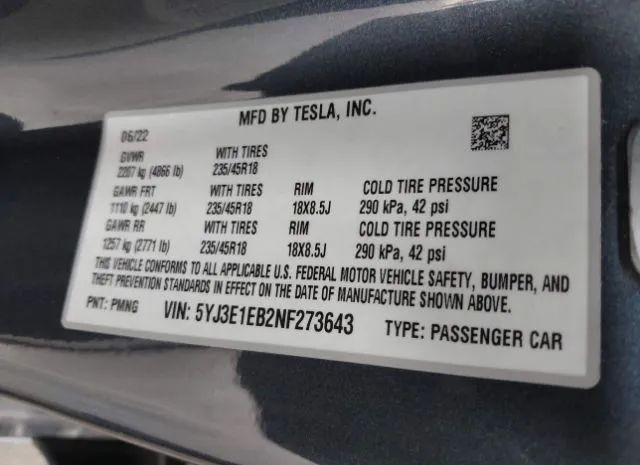 MFD BY TESLA, INC.
06/22
GVWR WITH TIRES
2207 kg (4866 lb) 235/45R18
GAWR FRT WITH TIRES RIM COLD TIRE PRESSURE
1110 kg (2447 lb) 235/45R18 18X8.5J 290 kPa, 42 psi
GAWR RR WITH TIRES RIM COLD TIRE PRESSURE
1257 kg (2771 lb) 235/45R18 18X8.5J 290 kPa, 42 psi
THIS VEHICLE CONFORMS TO ALL APPLICABLE U.S. FEDERAL MOTOR VEHICLE SAFETY, BUMPER, AND
THEFT PREVENTION STANDARDS IN EFFECT ON THE DATE OF MANUFACTURE SHOWN ABOVE.
PNT: PMNG VIN: 5YJ3E1EB2NF273643 TYPE: PASSENGER CAR